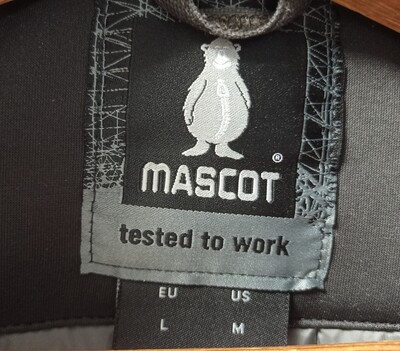 MASCOT®
tested to work
EU US
L M